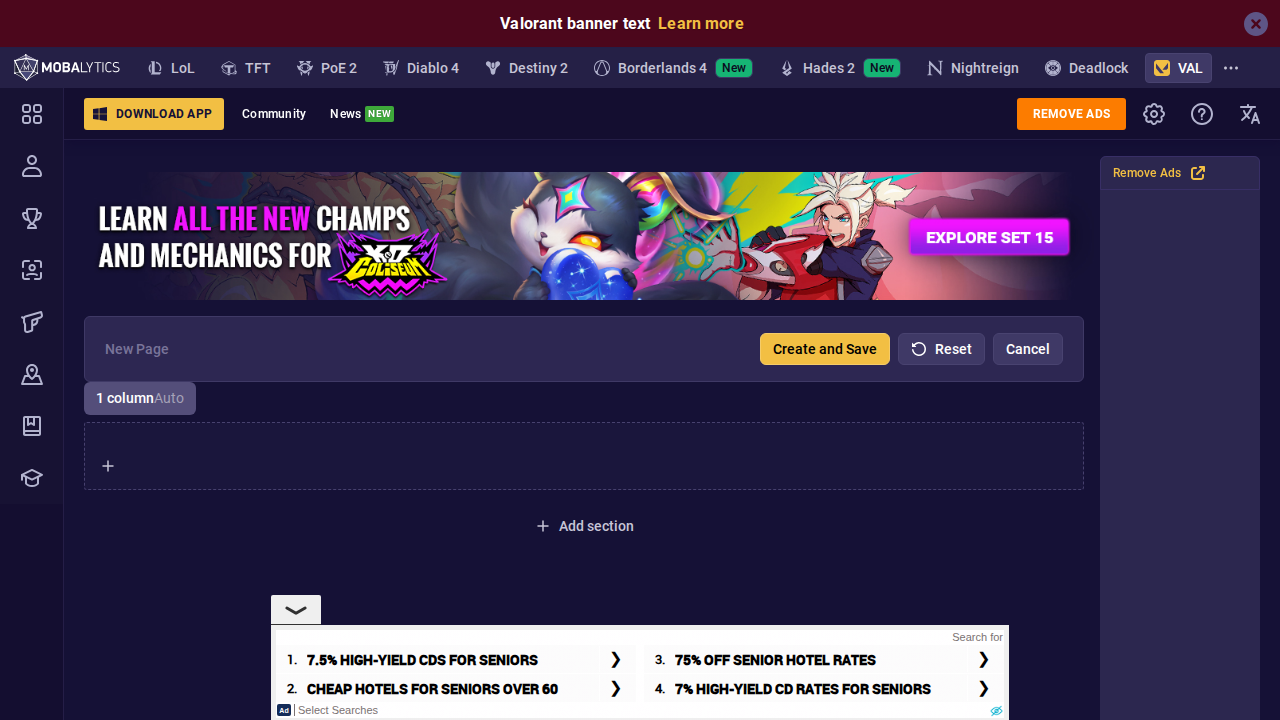 Valorant banner text Learn more
MOBALYTICS LoL TFT PoE 2 Diablo 4 Destiny 2 Borderlands 4 New Hades 2 New Nightreign Deadlock VAL
DOWNLOAD APP Community News NEW REMOVE ADS
Remove Ads
LEARN ALL THE NEW CHAMPS
AND MECHANICS FOR K.O. COLISEUM
EXPLORE SET 15
New Page Create and Save Reset Cancel
1 column Auto
Add section
Search for
1. 7.5% HIGH-YIELD CDS FOR SENIORS
2. CHEAP HOTELS FOR SENIORS OVER 60
3. 75% OFF SENIOR HOTEL RATES
4. 7% HIGH-YIELD CD RATES FOR SENIORS
Ad | Select Searches